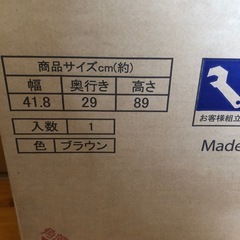 商品サイズcm(約)
幅 奥行き 高さ
41.8 29 89
入数 1
色 ブラウン
お客様組立
Made